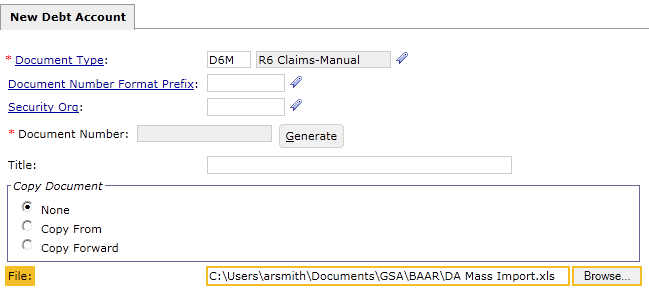 New Debt Account
* Document Type: D6M R6 Claims-Manual
Document Number Format Prefix:
Security Org:
* Document Number: Generate
Title:
Copy Document
None
Copy From
Copy Forward
File: C:\Users\arsmith\Documents\GSA\BAAR\DA Mass Import.xls Browse...